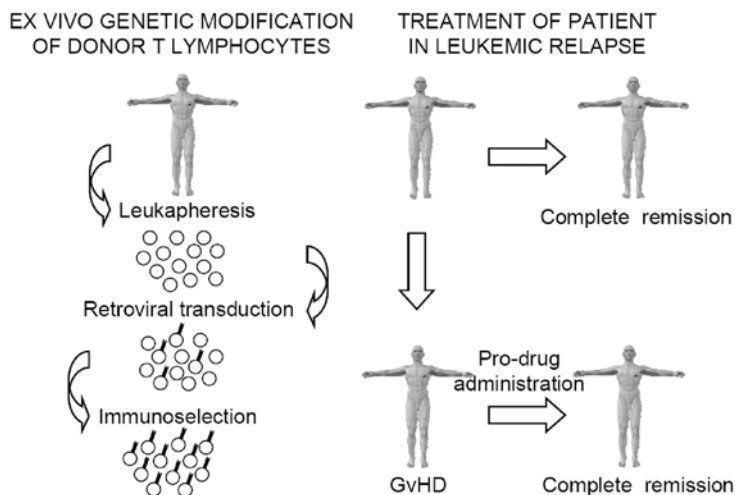 EX VIVO GENETIC MODIFICATION
OF DONOR T LYMPHOCYTES
TREATMENT OF PATIENT
IN LEUKEMIC RELAPSE
Leukapheresis
Complete remission
Retroviral transduction
Pro-drug
administration
Immunoselection
GvHD
Complete remission